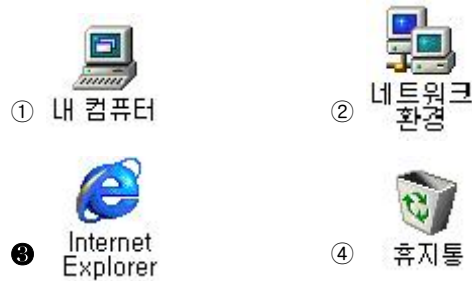 ① 내 컴퓨터
② 네트워크
환경
❸ Internet
Explorer
④ 휴지통